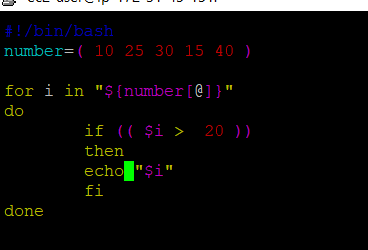 #!/bin/bash
number=( 10 25 30 15 40 )
for i in "${number[@]}"
do
if (( $i >  20 ))
then
echo "$i"
fi
done